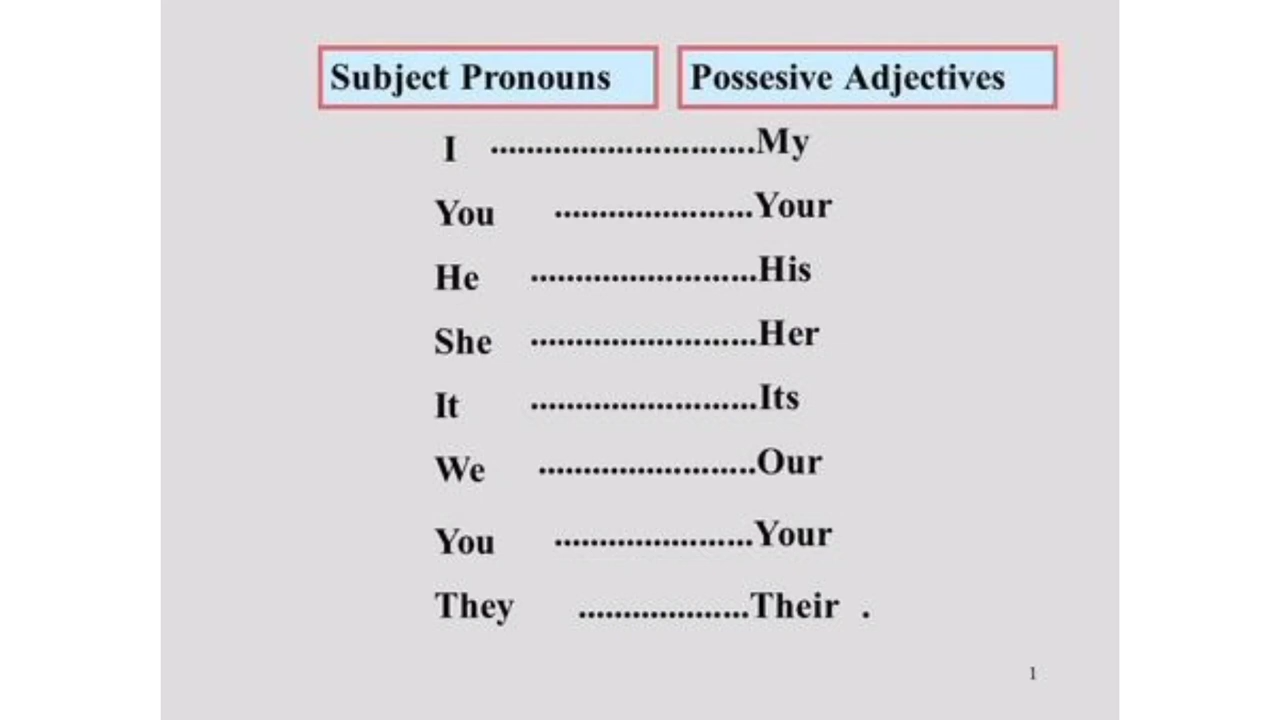 Subject Pronouns Possesive Adjectives
I .............................My
You ......................Your
He .........................His
She .........................Her
It .........................Its
We ........................Our
You ......................Your
They ...................Their .
1